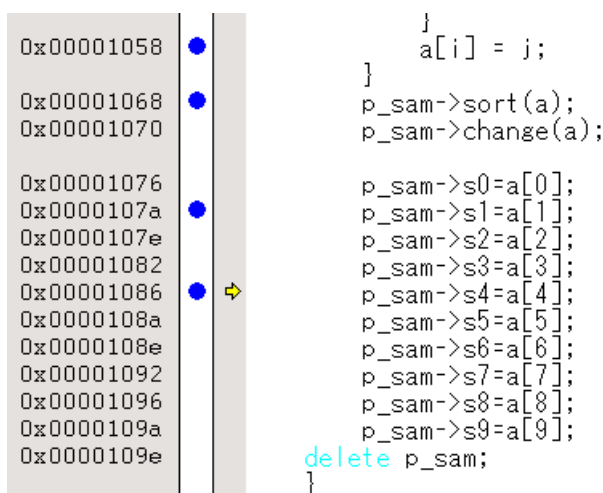 }
0x00001058 a[i] = j;
}
0x00001068 p_sam->sort(a);
0x00001070 p_sam->change(a);
0x00001076 p_sam->s0=a[0];
0x0000107a p_sam->s1=a[1];
0x0000107e p_sam->s2=a[2];
0x00001082 p_sam->s3=a[3];
0x00001086 p_sam->s4=a[4];
0x0000108a p_sam->s5=a[5];
0x0000108e p_sam->s6=a[6];
0x00001092 p_sam->s7=a[7];
0x00001096 p_sam->s8=a[8];
0x0000109a p_sam->s9=a[9];
0x0000109e delete p_sam;
}